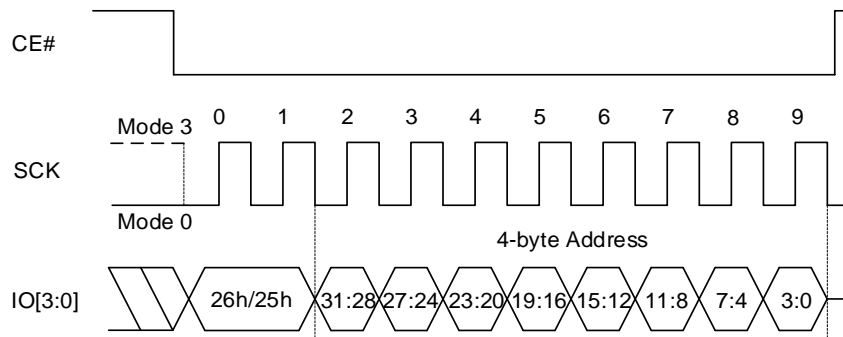 CE#
0 1 2 3 4 5 6 7 8 9
Mode 3
SCK
Mode 0
4-byte Address
IO[3:0] 26h/25h 31:28 27:24 23:20 19:16 15:12 11:8 7:4 3:0